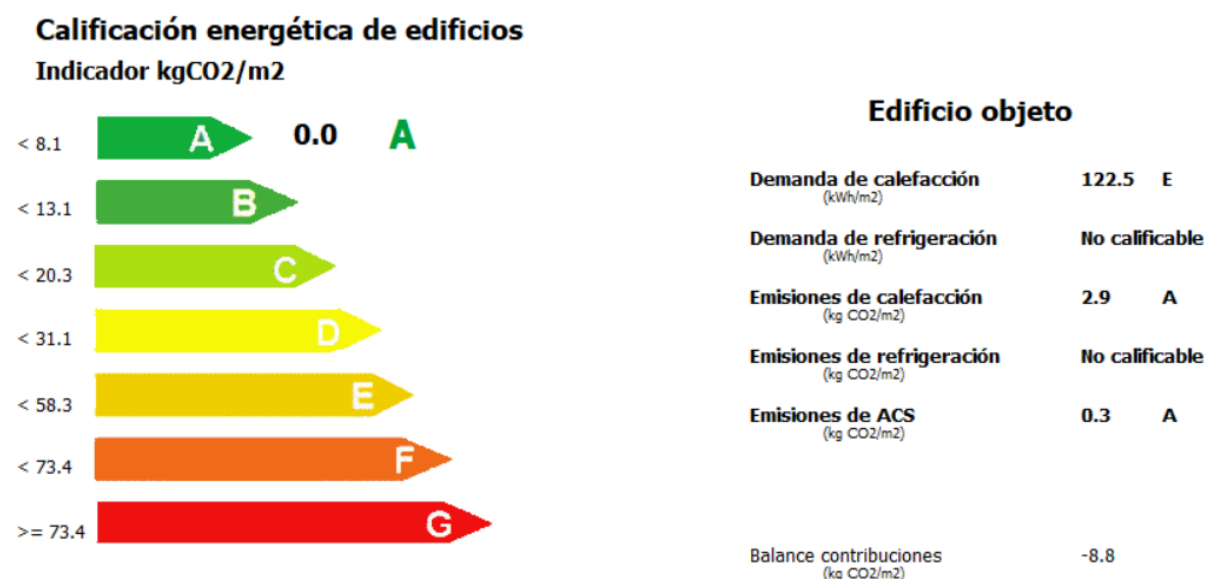 Calificación energética de edificios
Indicador kgCO2/m2
< 8.1 A 0.0 A
< 13.1 B
< 20.3 C
< 31.1 D
< 58.3 E
< 73.4 F
>= 73.4 G
Edificio objeto
Demanda de calefacción 122.5 E
(kWh/m2)
Demanda de refrigeración No calificable
(kWh/m2)
Emisiones de calefacción 2.9 A
(kg CO2/m2)
Emisiones de refrigeración No calificable
(kg CO2/m2)
Emisiones de ACS 0.3 A
(kg CO2/m2)
Balance contribuciones -8.8
(kg CO2/m2)